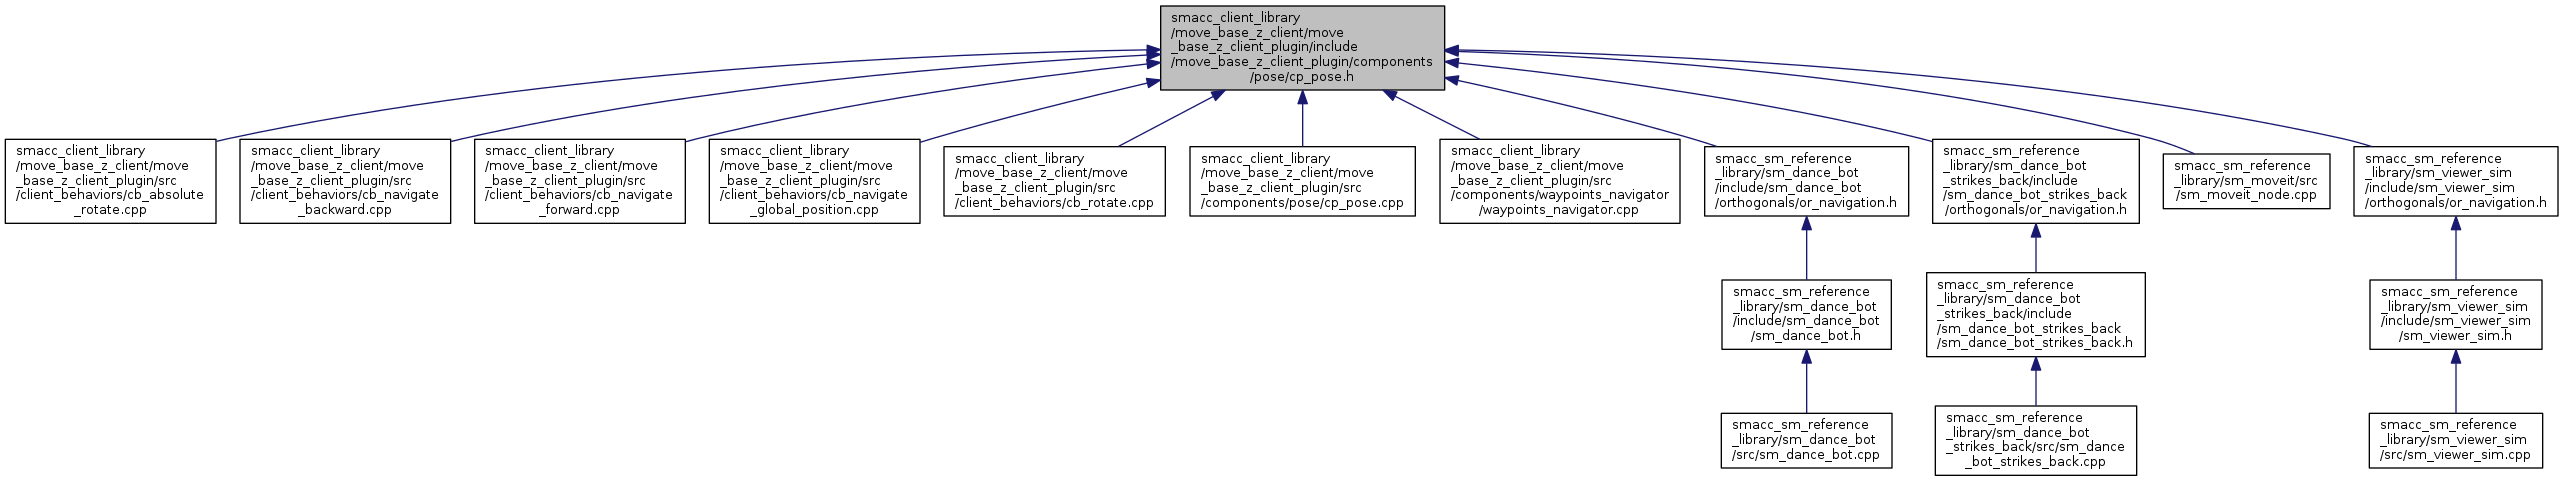 smacc_client_library
/move_base_z_client/move
_base_z_client_plugin/include
/move_base_z_client_plugin/components
/pose/cp_pose.h
smacc_client_library
/move_base_z_client/move
_base_z_client_plugin/src
/client_behaviors/cb_absolute
_rotate.cpp
smacc_client_library
/move_base_z_client/move
_base_z_client_plugin/src
/client_behaviors/cb_navigate
_backward.cpp
smacc_client_library
/move_base_z_client/move
_base_z_client_plugin/src
/client_behaviors/cb_navigate
_forward.cpp
smacc_client_library
/move_base_z_client/move
_base_z_client_plugin/src
/client_behaviors/cb_navigate
_global_position.cpp
smacc_client_library
/move_base_z_client/move
_base_z_client_plugin/src
/client_behaviors/cb_rotate.cpp
smacc_client_library
/move_base_z_client/move
_base_z_client_plugin/src
/components/pose/cp_pose.cpp
smacc_client_library
/move_base_z_client/move
_base_z_client_plugin/src
/components/waypoints_navigator
/waypoints_navigator.cpp
smacc_sm_reference
_library/sm_dance_bot
/include/sm_dance_bot
/orthogonals/or_navigation.h
smacc_sm_reference
_library/sm_dance_bot
_strikes_back/include
/sm_dance_bot_strikes_back
/orthogonals/or_navigation.h
smacc_sm_reference
_library/sm_moveit/src
/sm_moveit_node.cpp
smacc_sm_reference
_library/sm_viewer_sim
/include/sm_viewer_sim
/orthogonals/or_navigation.h
smacc_sm_reference
_library/sm_dance_bot
/include/sm_dance_bot
/sm_dance_bot.h
smacc_sm_reference
_library/sm_dance_bot
_strikes_back/include
/sm_dance_bot_strikes_back
/sm_dance_bot_strikes_back.h
smacc_sm_reference
_library/sm_viewer_sim
/include/sm_viewer_sim
/sm_viewer_sim.h
smacc_sm_reference
_library/sm_dance_bot
/src/sm_dance_bot.cpp
smacc_sm_reference
_library/sm_dance_bot
_strikes_back/src/sm_dance
_bot_strikes_back.cpp
smacc_sm_reference
_library/sm_viewer_sim
/src/sm_viewer_sim.cpp